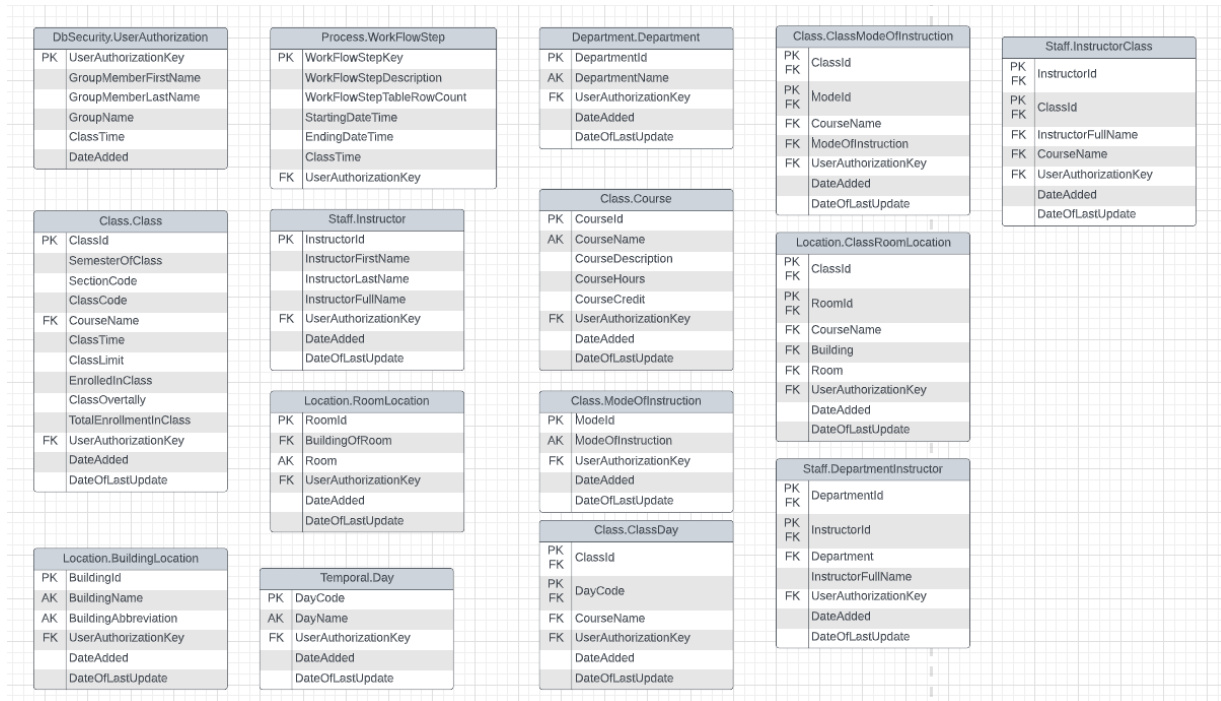 DbSecurity.UserAuthorization
PK UserAuthorizationKey
GroupMemberFirstName
GroupMemberLastName
GroupName
ClassTime
DateAdded
Process.WorkFlowStep
PK WorkFlowStepKey
WorkFlowStepDescription
WorkFlowStepTableRowCount
StartingDateTime
EndingDateTime
ClassTime
FK UserAuthorizationKey
Department.Department
PK DepartmentId
AK DepartmentName
FK UserAuthorizationKey
DateAdded
DateOfLastUpdate
Class.ClassModeOfInstruction
PK
FK ClassId
PK
FK ModeId
FK CourseName
FK ModeOfInstruction
FK UserAuthorizationKey
DateAdded
DateOfLastUpdate
Staff.InstructorClass
PK
FK InstructorId
PK
FK ClassId
FK InstructorFullName
FK CourseName
FK UserAuthorizationKey
DateAdded
DateOfLastUpdate
Class.Class
PK ClassId
SemesterOfClass
SectionCode
ClassCode
FK CourseName
ClassTime
ClassLimit
EnrolledInClass
ClassOvertally
TotalEnrollmentInClass
FK UserAuthorizationKey
DateAdded
DateOfLastUpdate
Staff.Instructor
PK InstructorId
InstructorFirstName
InstructorLastName
InstructorFullName
FK UserAuthorizationKey
DateAdded
DateOfLastUpdate
Class.Course
PK CourseId
AK CourseName
CourseDescription
CourseHours
CourseCredit
FK UserAuthorizationKey
DateAdded
DateOfLastUpdate
Location.ClassRoomLocation
PK
FK ClassId
PK
FK RoomId
FK CourseName
FK Building
FK Room
FK UserAuthorizationKey
DateAdded
DateOfLastUpdate
Location.RoomLocation
PK RoomId
FK BuildingOfRoom
AK Room
FK UserAuthorizationKey
DateAdded
DateOfLastUpdate
Class.ModeOfInstruction
PK ModeId
AK ModeOfInstruction
FK UserAuthorizationKey
DateAdded
DateOfLastUpdate
Staff.DepartmentInstructor
PK
FK DepartmentId
PK
FK InstructorId
FK Department
InstructorFullName
FK UserAuthorizationKey
DateAdded
DateOfLastUpdate
Location.BuildingLocation
PK BuildingId
AK BuildingName
AK BuildingAbbreviation
FK UserAuthorizationKey
DateAdded
DateOfLastUpdate
Temporal.Day
PK DayCode
AK DayName
FK UserAuthorizationKey
DateAdded
DateOfLastUpdate
Class.ClassDay
PK
FK ClassId
PK
FK DayCode
FK CourseName
FK UserAuthorizationKey
DateAdded
DateOfLastUpdate